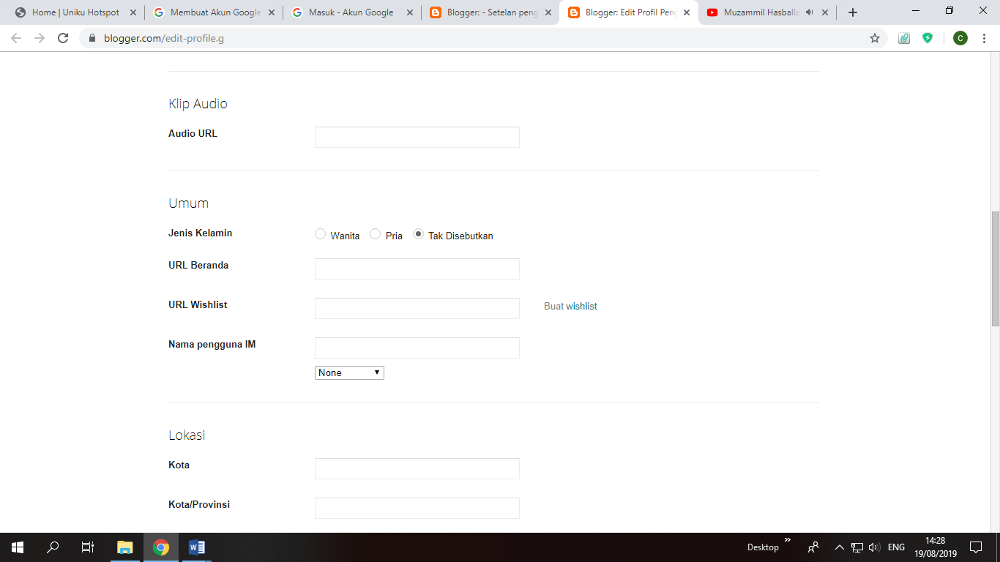 Home | Uniku Hotspot
Membuat Akun Google
Masuk - Akun Google
Blogger: - Setelan peng
Blogger: Edit Profil Peng
Muzammil Hasballa
blogger.com/edit-profile.g
C
Klip Audio
Audio URL
Umum
Jenis Kelamin
Wanita
Pria
Tak Disebutkan
URL Beranda
URL Wishlist
Buat wishlist
Nama pengguna IM
None
Lokasi
Kota
Kota/Provinsi
Desktop
ENG
14:28
19/08/2019